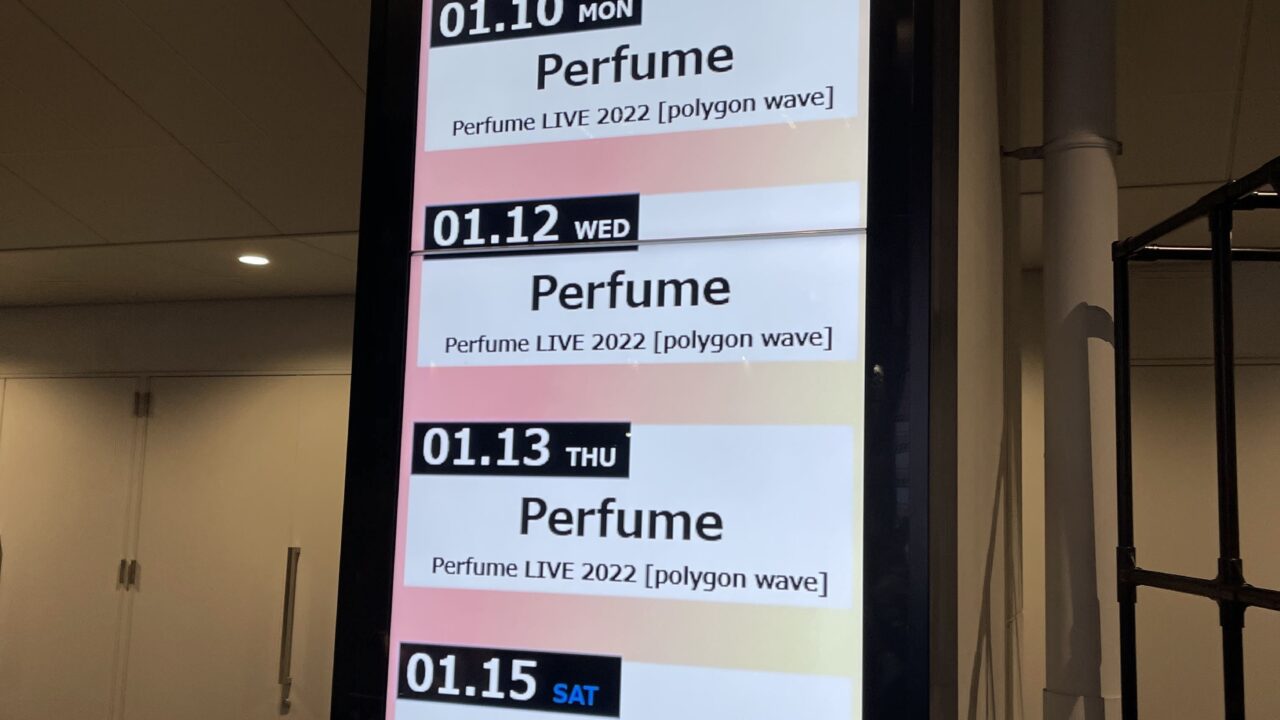 01.10 MON
Perfume
Perfume LIVE 2022 [polygon wave]
01.12 WED
Perfume
Perfume LIVE 2022 [polygon wave]
01.13 THU
Perfume
Perfume LIVE 2022 [polygon wave]
01.15 SAT